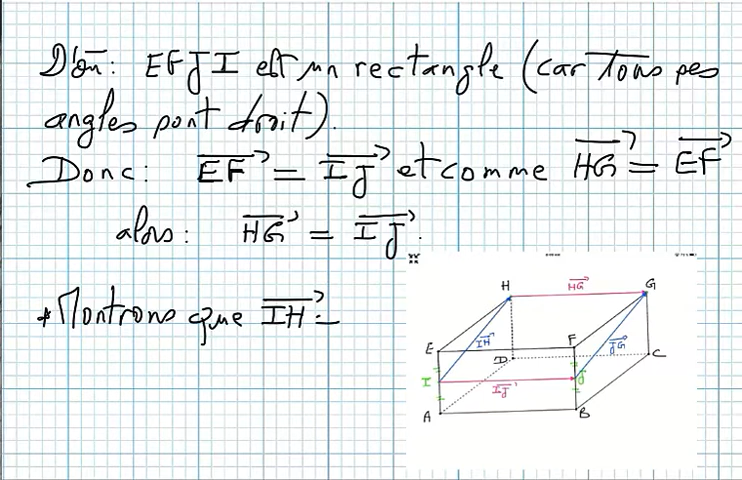 D'où: EFJI est un rectangle (car tous ses
angles sont droit).
Donc: EF = IJ et comme HG = EF
alors: HG = IJ.
*Montrons que IH =
H HG G
E IH F D JG C
I IJ J
A B